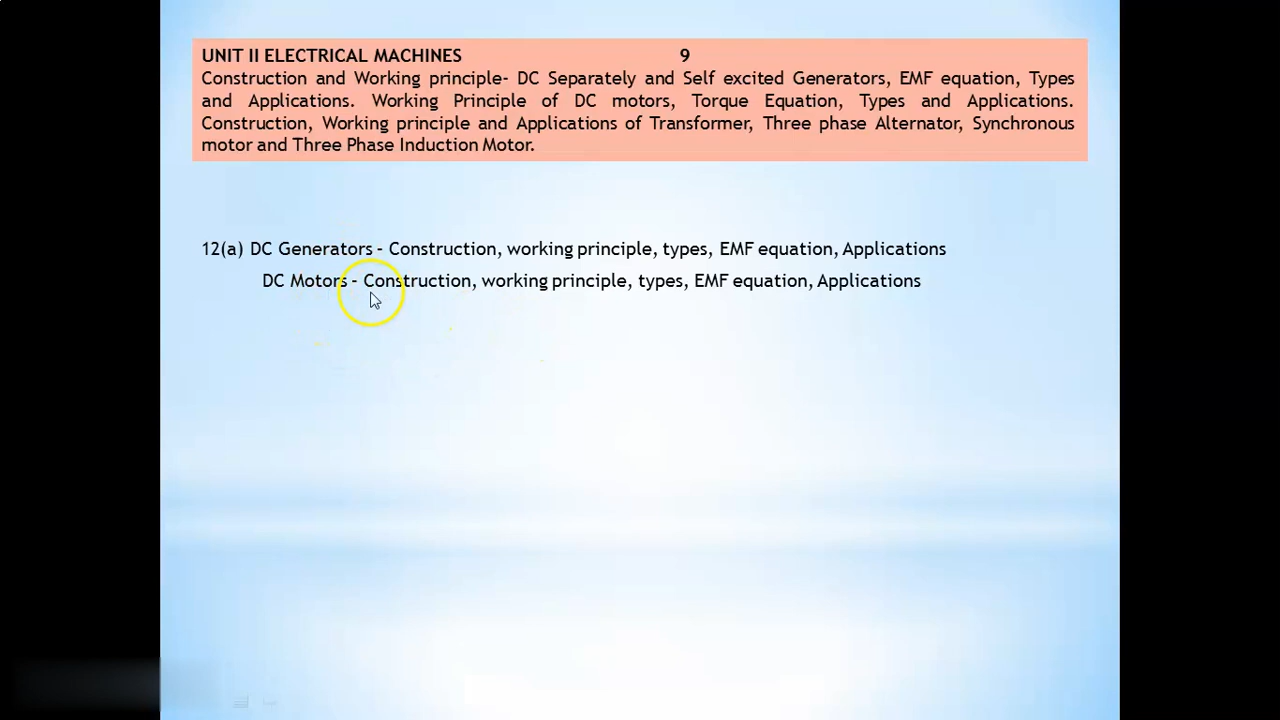 UNIT II ELECTRICAL MACHINES 9
Construction and Working principle- DC Separately and Self excited Generators, EMF equation, Types
and Applications. Working Principle of DC motors, Torque Equation, Types and Applications.
Construction, Working principle and Applications of Transformer, Three phase Alternator, Synchronous
motor and Three Phase Induction Motor.
12(a) DC Generators - Construction, working principle, types, EMF equation, Applications
DC Motors - Construction, working principle, types, EMF equation, Applications